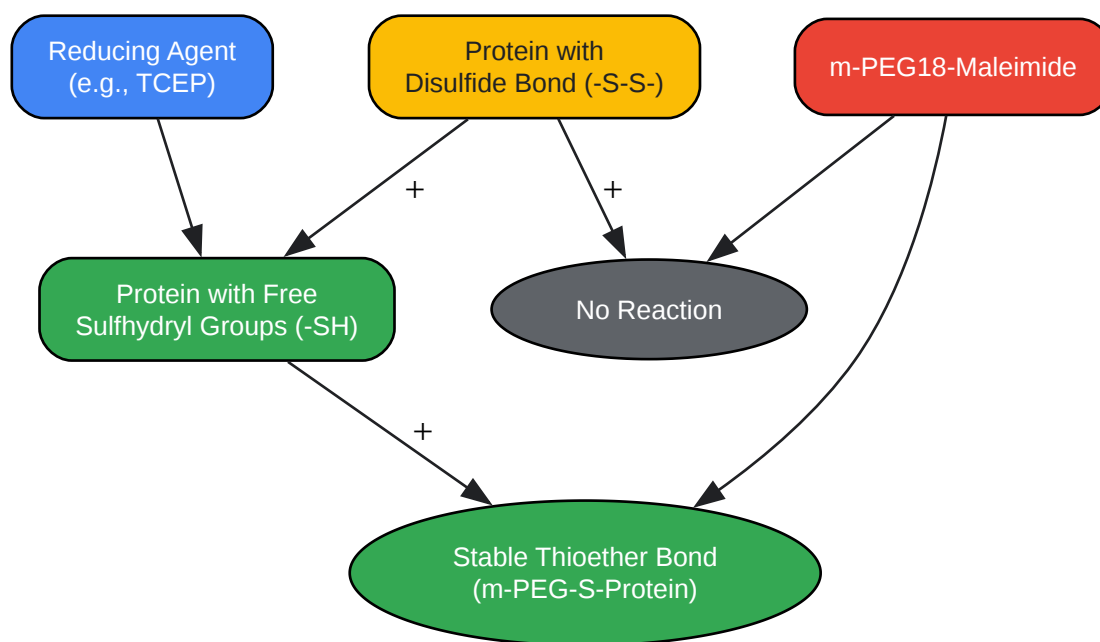 Reducing Agent
(e.g., TCEP)
Protein with
Disulfide Bond (-S-S-)
m-PEG18-Maleimide
+
+
Protein with Free
Sulfhydryl Groups (-SH)
No Reaction
+
Stable Thioether Bond
(m-PEG-S-Protein)